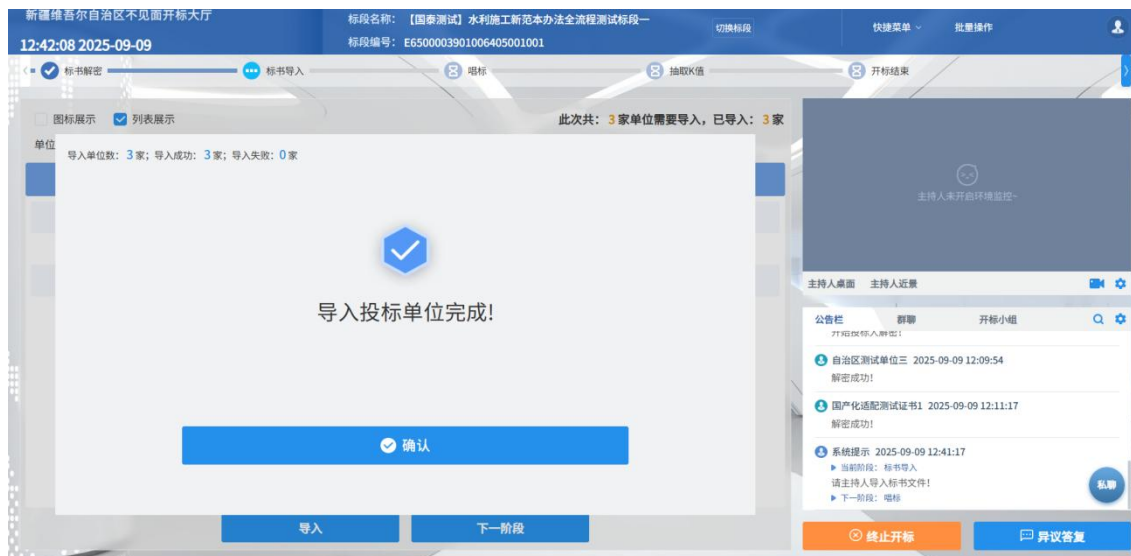 新疆维吾尔自治区不见面开标大厅
12:42:08 2025-09-09
标段名称: 【国泰测试】水利施工新范本办法全流程测试标段一
标段编号: E6500003901006405001001
切换标段
快捷菜单
批量操作
标书解密
标书导入
唱标
抽取K值
开标结束
图标展示
列表展示
此次共: 3 家单位需要导入, 已导入: 3 家
单位
导入单位数: 3 家; 导入成功: 3 家; 导入失败: 0 家
导入投标单位完成!
确认
导入
下一阶段
主持人未开启环境监控~
主持人桌面
主持人近景
公告栏
群聊
开标小组
开始投标人解密!
自治区测试单位三 2025-09-09 12:09:54
解密成功!
国产化适配测试证书1 2025-09-09 12:11:17
解密成功!
系统提示 2025-09-09 12:41:17
当前阶段: 标书导入
请主持人导入标书文件!
下一阶段: 唱标
私聊
终止开标
异议答复